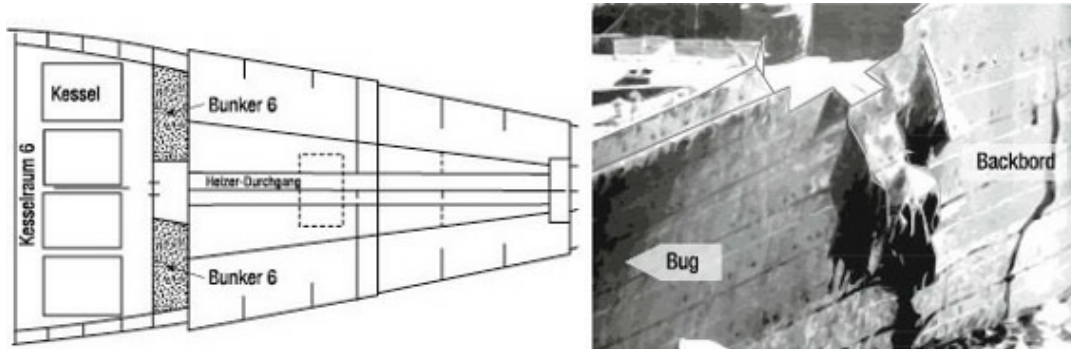 Kessel
Bunker 6
Kesselraum 6
Heizer-Durchgang
Bunker 6
Backbord
Bug